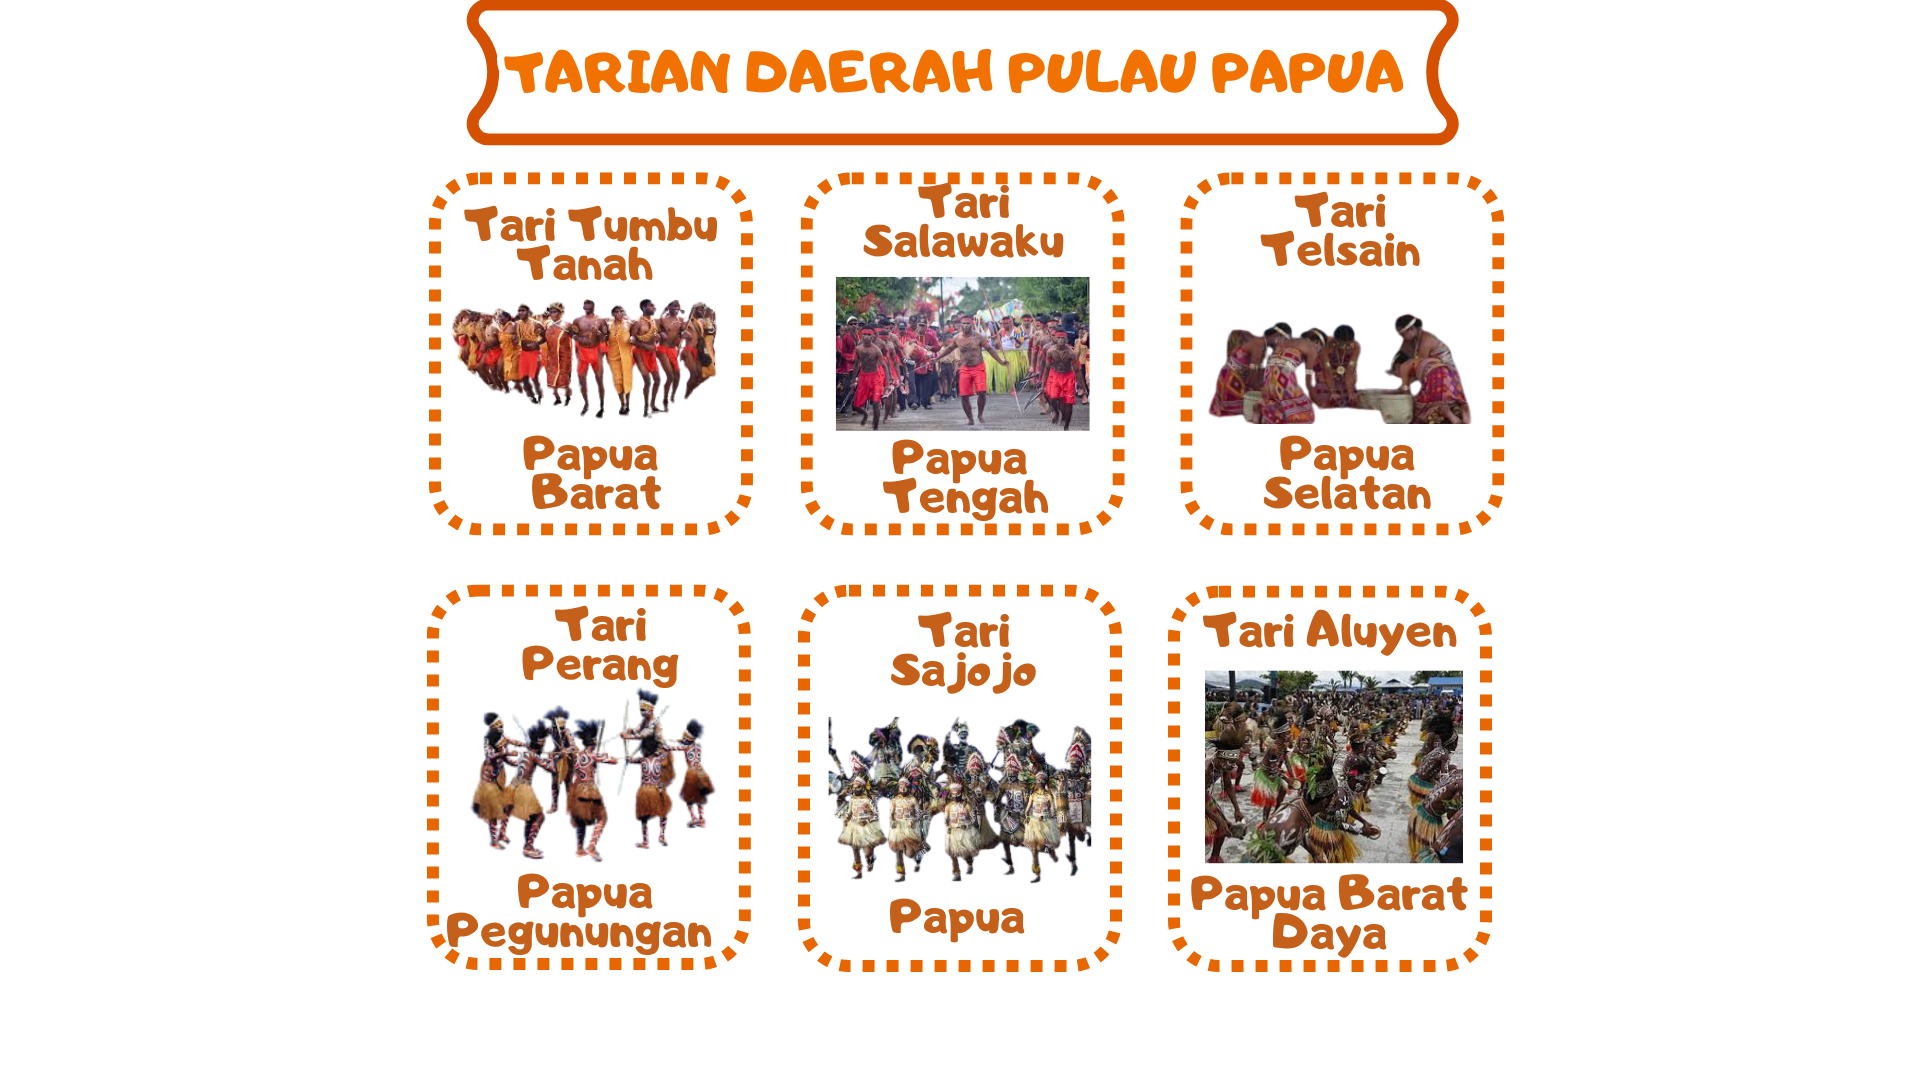 TARIAN DAERAH PULAU PAPUA
Tari Tumbu
Tanah
Papua
Barat
Tari
Salawaku
Papua
Tengah
Tari
Telsain
Papua
Selatan
Tari
Perang
Papua
Pegunungan
Tari
Sajojo
Papua
Tari Aluyen
Papua Barat
Daya